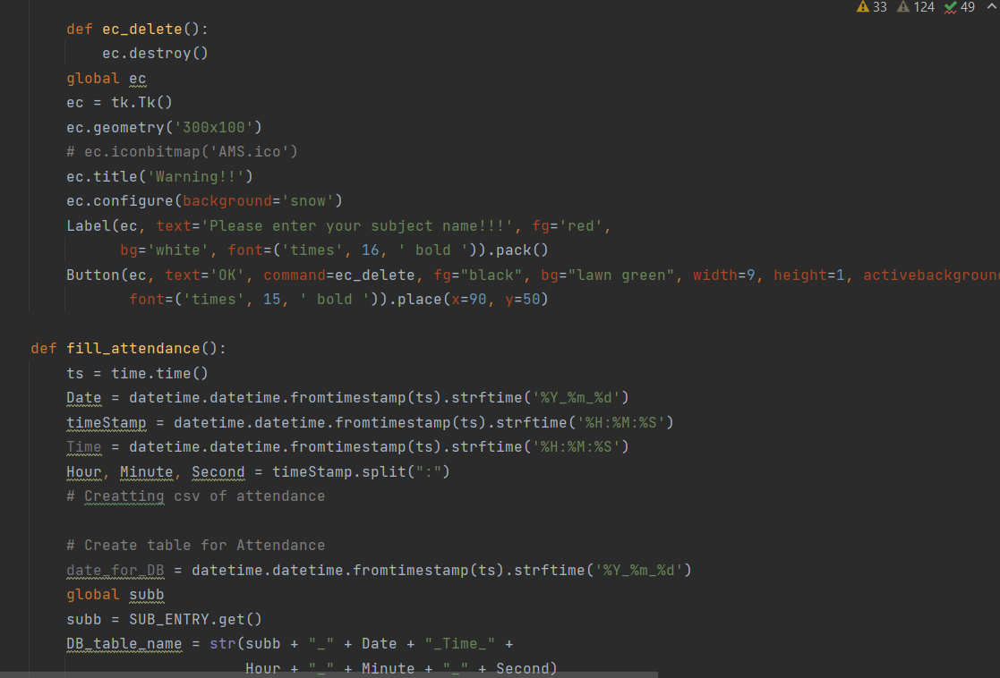 33 124 49
def ec_delete():
ec.destroy()
global ec
ec = tk.Tk()
ec.geometry('300x100')
# ec.iconbitmap('AMS.ico')
ec.title('Warning!!')
ec.configure(background='snow')
Label(ec, text='Please enter your subject name!!!', fg='red',
bg='white', font=('times', 16, ' bold ')).pack()
Button(ec, text='OK', command=ec_delete, fg="black", bg="lawn green", width=9, height=1, activebackground
font=('times', 15, ' bold ')).place(x=90, y=50)
def fill_attendance():
ts = time.time()
Date = datetime.datetime.fromtimestamp(ts).strftime('%Y_%m_%d')
timeStamp = datetime.datetime.fromtimestamp(ts).strftime('%H:%M:%S')
Time = datetime.datetime.fromtimestamp(ts).strftime('%H:%M:%S')
Hour, Minute, Second = timeStamp.split(":")
# Creatting csv of attendance
# Create table for Attendance
date_for_DB = datetime.datetime.fromtimestamp(ts).strftime('%Y_%m_%d')
global subb
subb = SUB_ENTRY.get()
DB_table_name = str(subb + "_" + Date + "_Time_" +
Hour + "_" + Minute + "_" + Second)